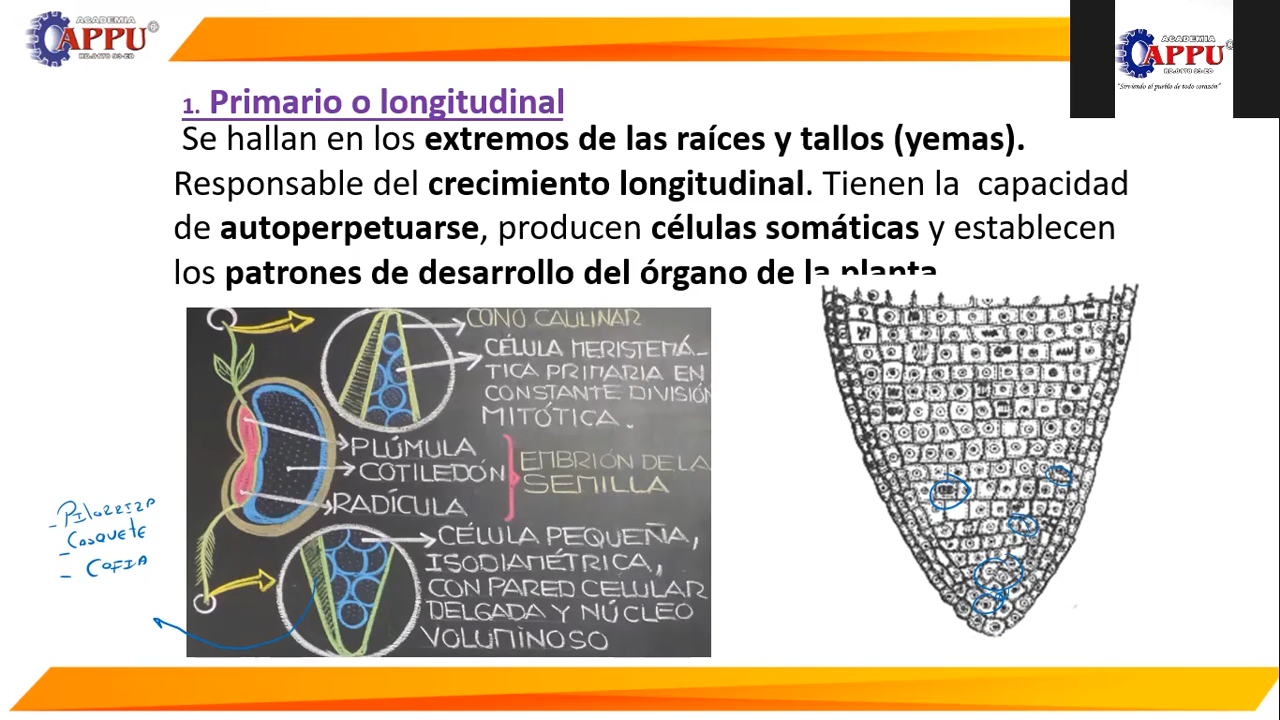 ACADEMIA
APPU
ACADEMIA
APPU
"Sirviendo al pueblo de todo corazón"
1. Primario o longitudinal
Se hallan en los extremos de las raíces y tallos (yemas).
Responsable del crecimiento longitudinal. Tienen la capacidad
de autoperpetuarse, producen células somáticas y establecen
los patrones de desarrollo del órgano de la planta
CONO CAULINAR
CÉLULA MERISTEMÁ-
TICA PRIMARIA EN
CONSTANTE DIVISIÓN
MITÓTICA.
PLÚMULA
COTILEDÓN
RADÍCULA
EMBRIÓN DE LA
SEMILLA
CÉLULA PEQUEÑA,
ISODIAMÉTRICA,
CON PARED CELULAR
DELGADA Y NÚCLEO
VOLUMINOSO
- PILORRIZA
- CASQUETE
- COFIA